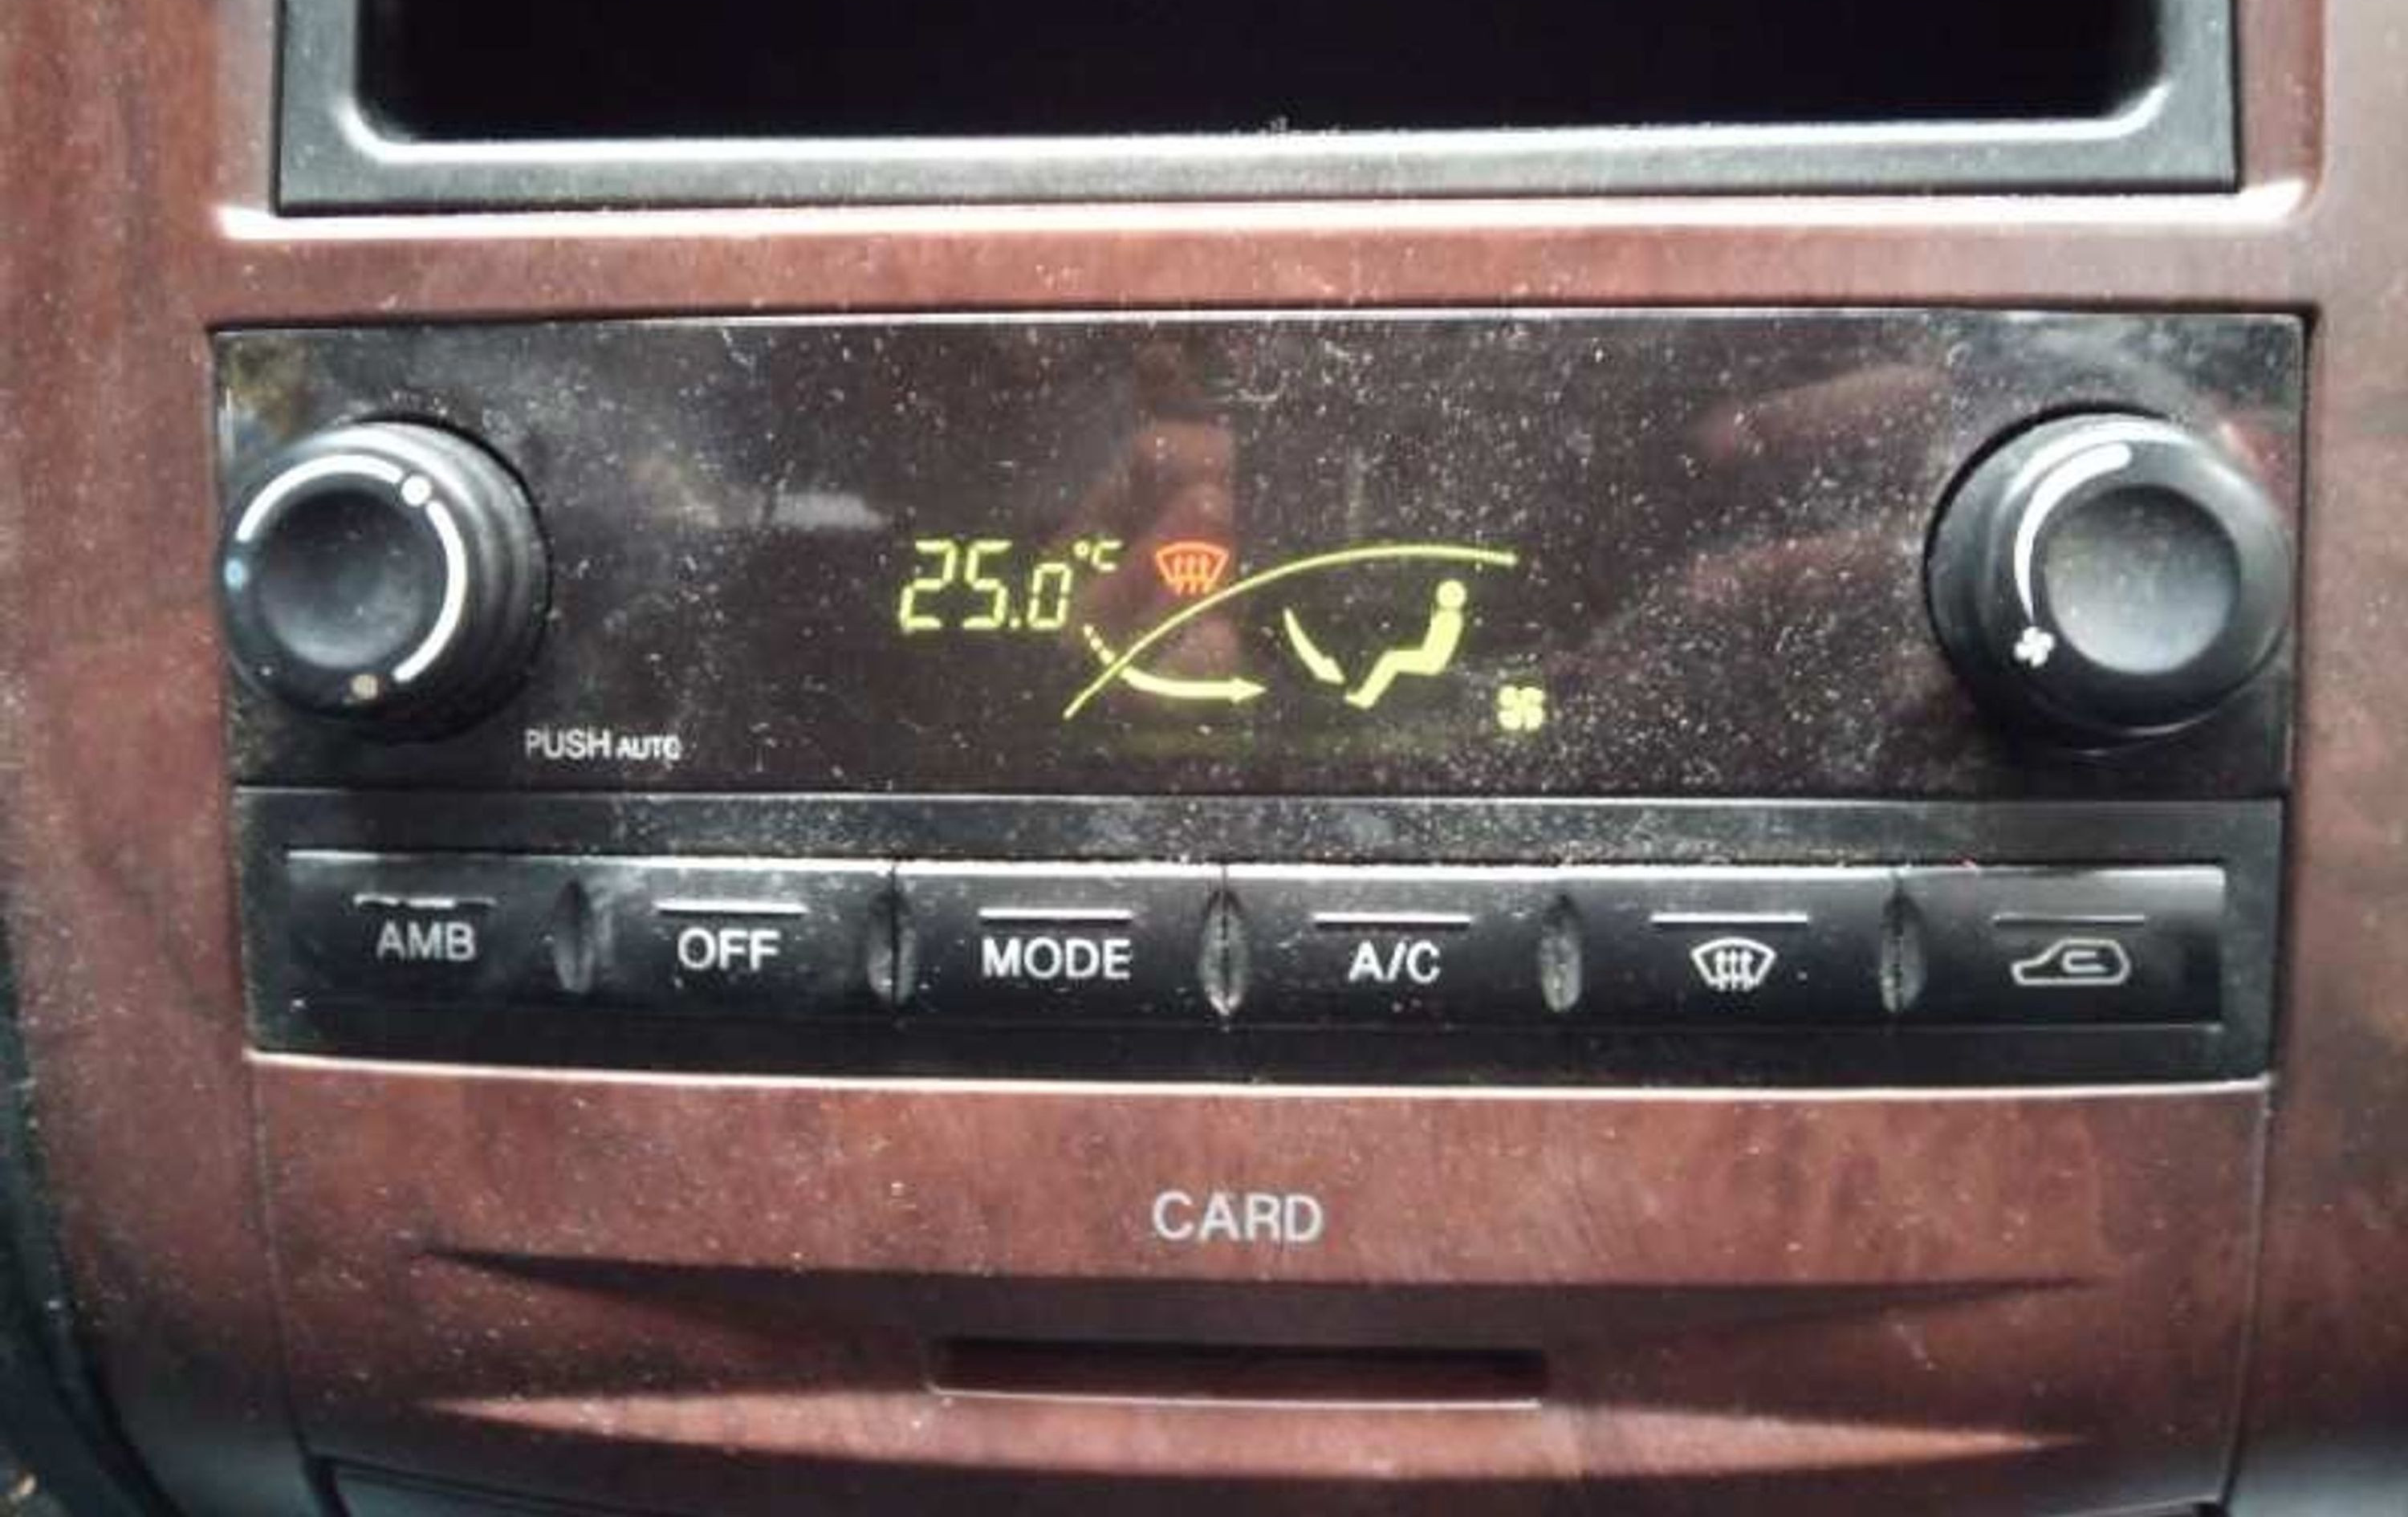 25.0°C
PUSH AUTO
AMB OFF MODE A/C
CARD